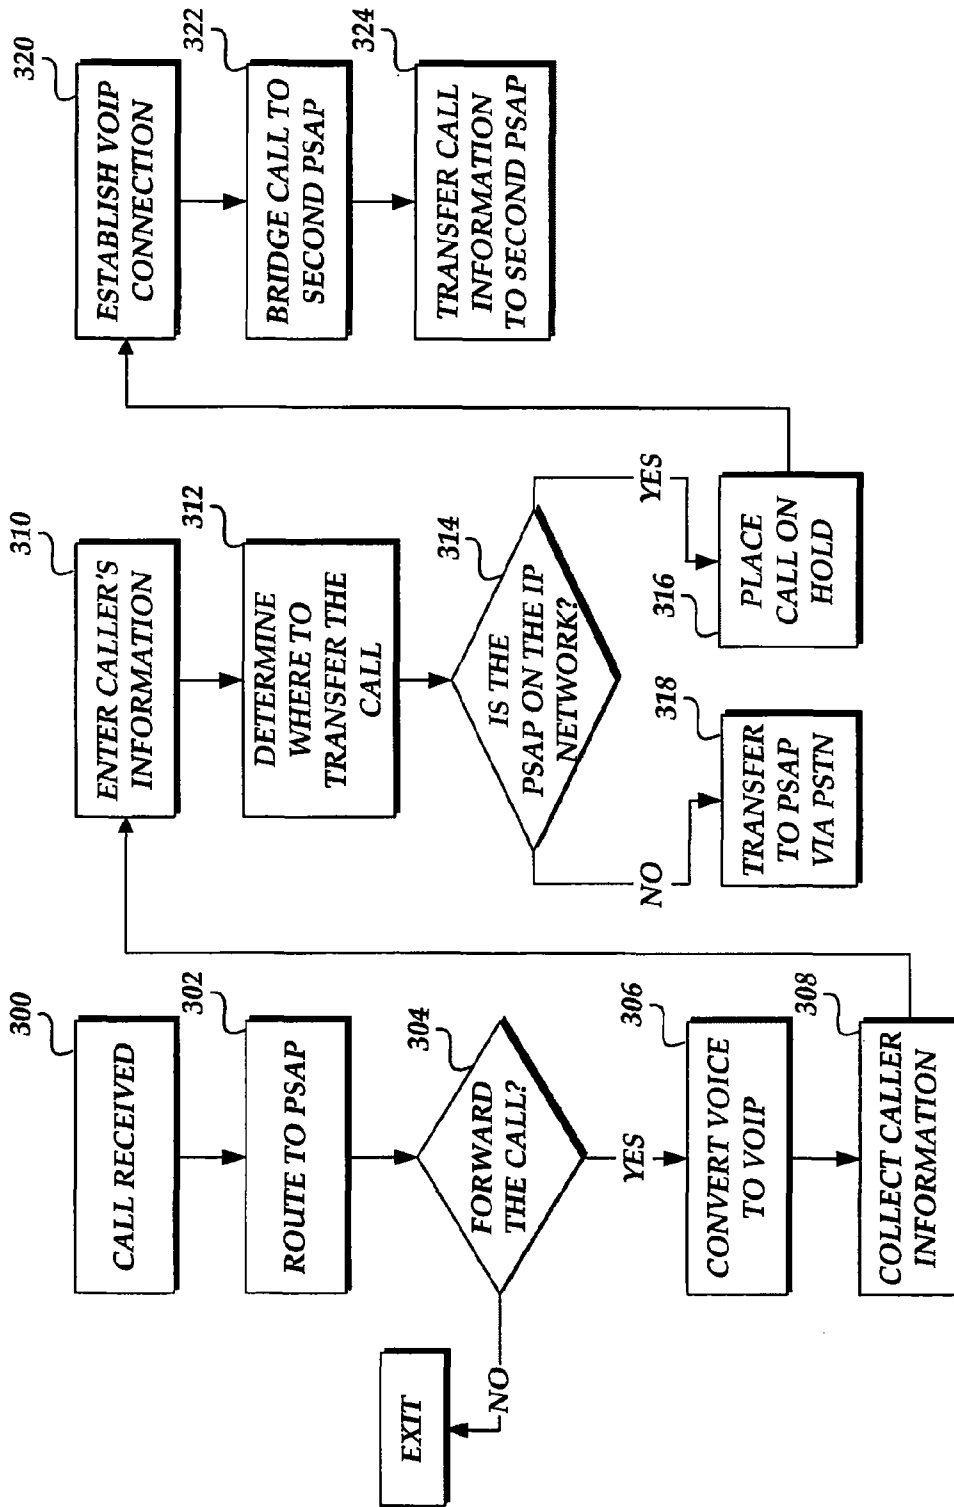 300
CALL RECEIVED
302
ROUTE TO PSAP
304
FORWARD
THE CALL?
NO
EXIT
YES
306
CONVERT VOICE
TO VOIP
308
COLLECT CALLER
INFORMATION
310
ENTER CALLER'S
INFORMATION
312
DETERMINE
WHERE TO
TRANSFER THE
CALL
314
IS THE
PSAP ON THE IP
NETWORK?
NO
318
TRANSFER
TO PSAP
VIA PSTN
YES
316
PLACE
CALL ON
HOLD
320
ESTABLISH VOIP
CONNECTION
322
BRIDGE CALL TO
SECOND PSAP
324
TRANSFER CALL
INFORMATION
TO SECOND PSAP